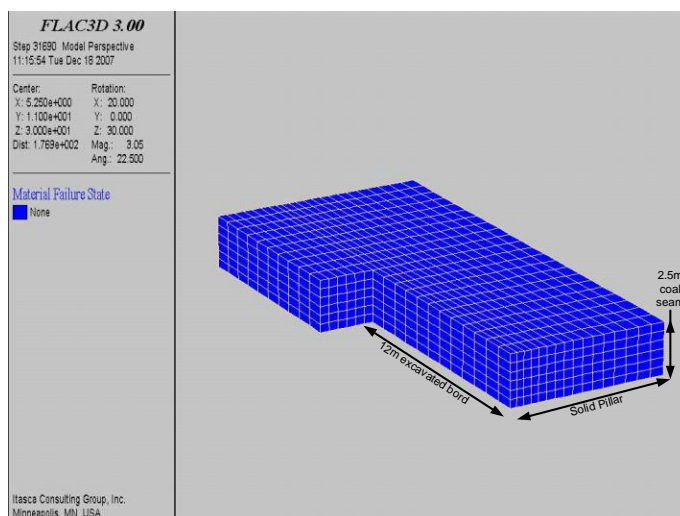 FLAC3D 3.00
Step 31690 Model Perspective
11:15:54 Tue Dec 18 2007
Center:
X: 5.250e+000
Y: 1.100e+001
Z: 3.000e+001
Dist: 1.769e+002
Rotation:
X: 20.000
Y: 0.000
Z: 30.000
Mag.: 3.05
Ang.: 22.500
Material Failure State
None
2.5m
coal
seam
12m excavated bord
Solid Pillar
Itasca Consulting Group, Inc.
Minneapolis, MN USA